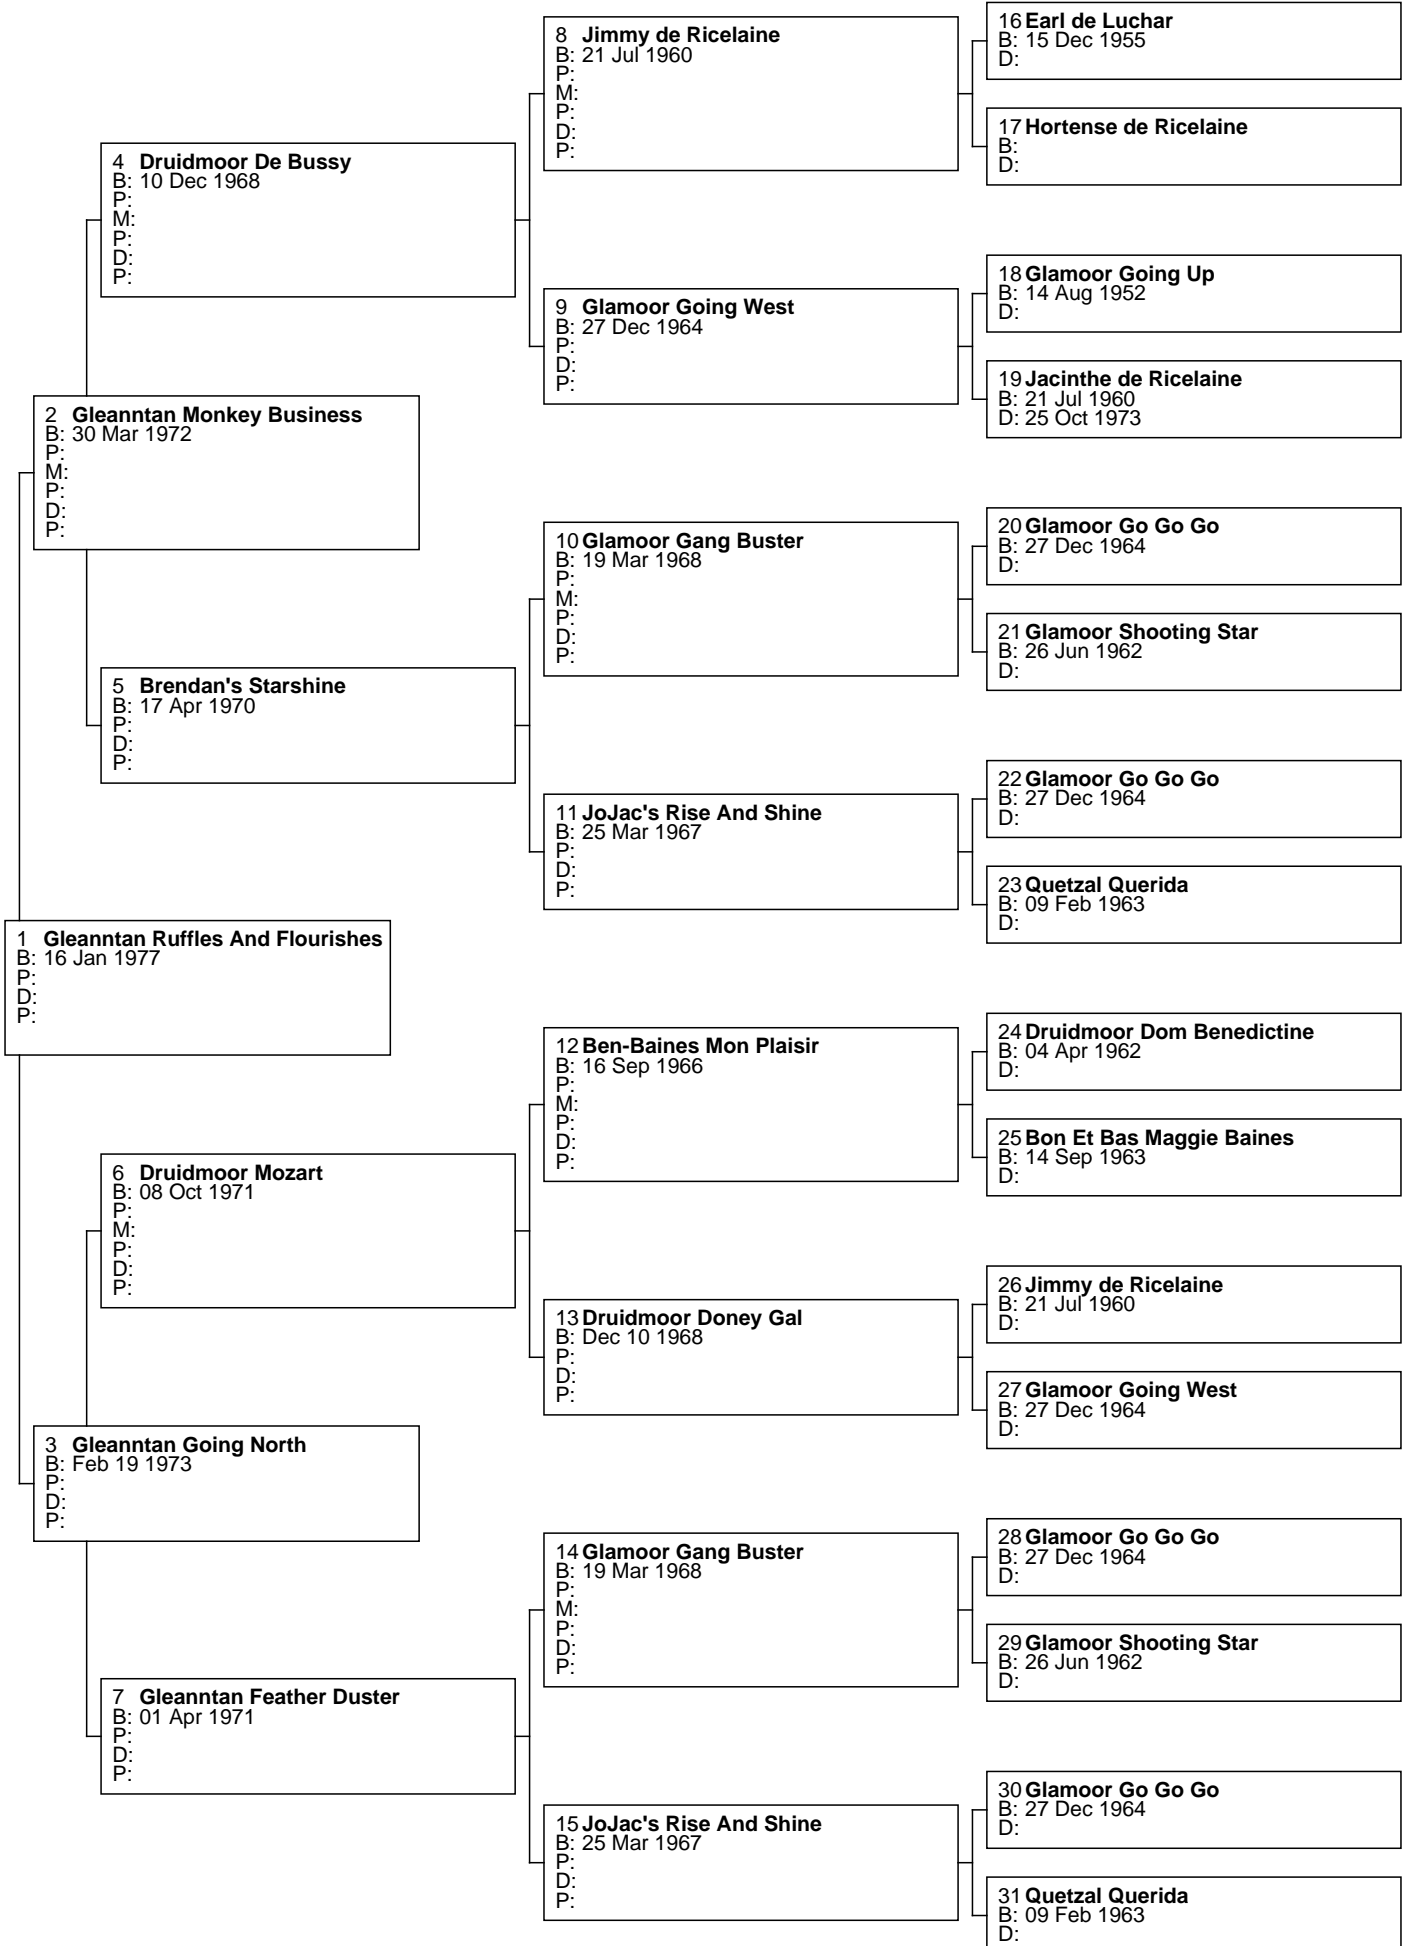 16 Earl de Luchar
B: 15 Dec 1955
D:
8 Jimmy de Ricelaine
B: 21 Jul 1960
P:
M:
P:
D:
P:
17 Hortense de Ricelaine
B:
D:
4 Druidmoor De Bussy
B: 10 Dec 1968
P:
M:
P:
D:
P:
18 Glamoor Going Up
B: 14 Aug 1952
D:
9 Glamoor Going West
B: 27 Dec 1964
P:
D:
P:
19 Jacinthe de Ricelaine
B: 21 Jul 1960
D: 25 Oct 1973
2 Gleanntan Monkey Business
B: 30 Mar 1972
P:
M:
P:
D:
P:
20 Glamoor Go Go Go
B: 27 Dec 1964
D:
10 Glamoor Gang Buster
B: 19 Mar 1968
P:
M:
P:
D:
P:
21 Glamoor Shooting Star
B: 26 Jun 1962
D:
5 Brendan's Starshine
B: 17 Apr 1970
P:
D:
P:
22 Glamoor Go Go Go
B: 27 Dec 1964
D:
11 JoJac's Rise And Shine
B: 25 Mar 1967
P:
D:
P:
23 Quetzal Querida
B: 09 Feb 1963
D:
1 Gleanntan Ruffles And Flourishes
B: 16 Jan 1977
P:
D:
P:
24 Druidmoor Dom Benedictine
B: 04 Apr 1962
D:
12 Ben-Baines Mon Plaisir
B: 16 Sep 1966
P:
M:
P:
D:
P:
25 Bon Et Bas Maggie Baines
B: 14 Sep 1963
D:
6 Druidmoor Mozart
B: 08 Oct 1971
P:
M:
P:
D:
P:
26 Jimmy de Ricelaine
B: 21 Jul 1960
D:
13 Druidmoor Doney Gal
B: Dec 10 1968
P:
D:
P:
27 Glamoor Going West
B: 27 Dec 1964
D:
3 Gleanntan Going North
B: Feb 19 1973
P:
D:
P:
28 Glamoor Go Go Go
B: 27 Dec 1964
D:
14 Glamoor Gang Buster
B: 19 Mar 1968
P:
M:
P:
D:
P:
29 Glamoor Shooting Star
B: 26 Jun 1962
D:
7 Gleanntan Feather Duster
B: 01 Apr 1971
P:
D:
P:
30 Glamoor Go Go Go
B: 27 Dec 1964
D:
15 JoJac's Rise And Shine
B: 25 Mar 1967
P:
D:
P:
31 Quetzal Querida
B: 09 Feb 1963
D: